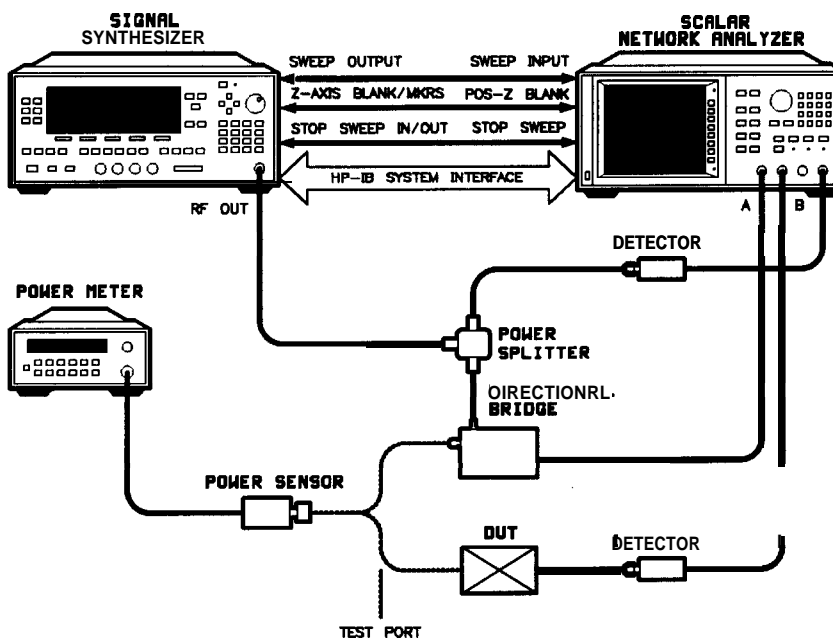 SIGNAL
SYNTHESIZER
SCALAR
NETWORK ANALYZER
SWEEP OUTPUT SWEEP INPUT
Z-AXIS BLANK/MKRS POS-Z BLANK
STOP SWEEP IN/OUT STOP SWEEP
HP-IB SYSTEM INTERFACE
RF OUT
A B
DETECTOR
POWER METER
POWER
SPLITTER
OIRECTIONRL.
BRIDGE
POWER SENSOR
DUT
DETECTOR
TEST PORT